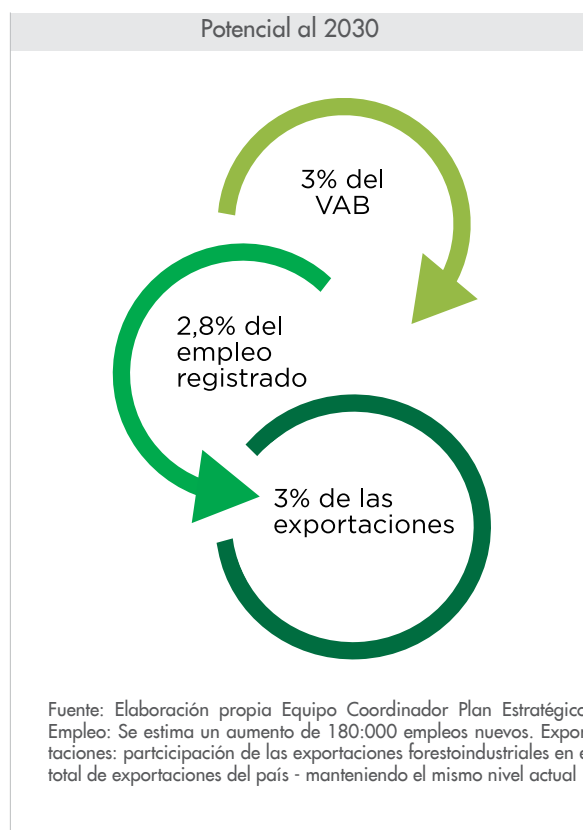 Potencial al 2030
3% del
VAB
2,8% del
empleo
registrado
3% de las
exportaciones
Fuente: Elaboración propia Equipo Coordinador Plan Estratégico
Empleo: Se estima un aumento de 180:000 empleos nuevos. Expor
taciones: partcicipación de las exportaciones forestoindustriales en e
total de exportaciones del país - manteniendo el mismo nivel actual